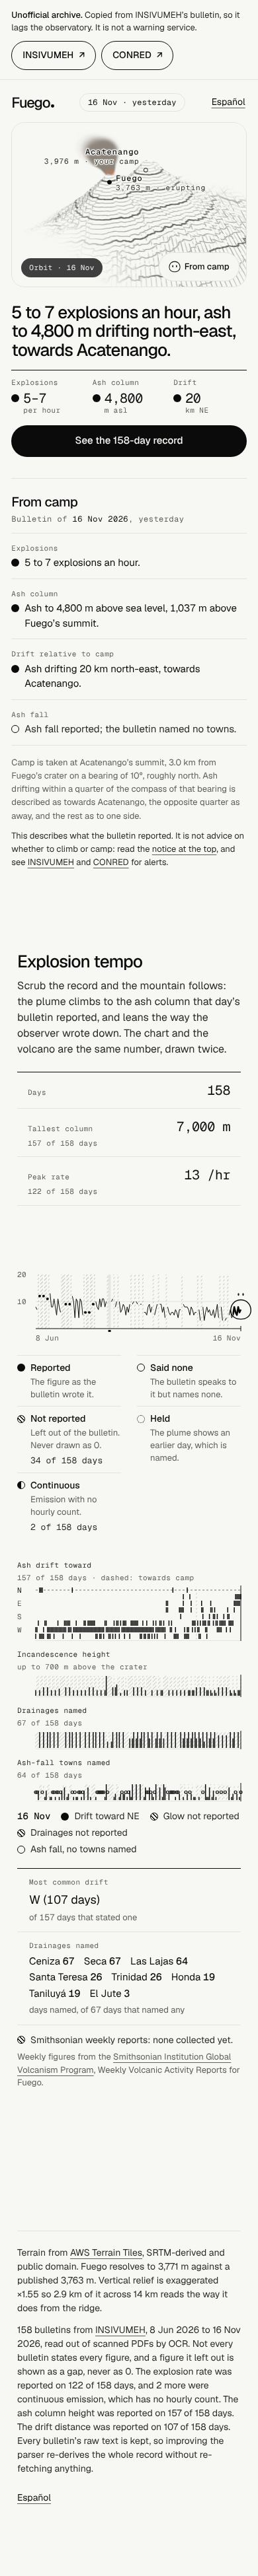 Unofficial archive. Copied from INSIVUMEH's bulletin, so it
lags the observatory. It is not a warning service.
INSIVUMEH ↗ CONRED ↗
Fuego.
16 Nov · yesterday
Español
Acatenango
3,976 m · your camp
Fuego
3,763 m · erupting
Orbit · 16 Nov
From camp
5 to 7 explosions an hour, ash
to 4,800 m drifting north-east,
towards Acatenango.
Explosions Ash column Drift
5–7 4,800 20
per hour m asl km NE
See the 158-day record
From camp
Bulletin of 16 Nov 2026, yesterday
Explosions
5 to 7 explosions an hour.
Ash column
Ash to 4,800 m above sea level, 1,037 m above
Fuego's summit.
Drift relative to camp
Ash drifting 20 km north-east, towards
Acatenango.
Ash fall
Ash fall reported; the bulletin named no towns.
Camp is taken at Acatenango's summit, 3.0 km from
Fuego's crater on a bearing of 10°, roughly north. Ash
drifting within a quarter of the compass of that bearing is
described as towards Acatenango, the opposite quarter as
away, and the rest as to one side.
This describes what the bulletin reported. It is not advice on
whether to climb or camp: read the notice at the top, and
see INSIVUMEH and CONRED for alerts.
Explosion tempo
Scrub the record and the mountain follows:
the plume climbs to the ash column that day's
bulletin reported, and leans the way the
observer wrote down. The chart and the
volcano are the same number, drawn twice.
Days 158
Tallest column 7,000 m
157 of 158 days
Peak rate 13 /hr
122 of 158 days
20
10
8 Jun 16 Nov
Reported
The figure as the
bulletin wrote it.
Said none
The bulletin speaks to
it but names none.
Not reported
Left out of the bulletin.
Never drawn as 0.
34 of 158 days
Held
The plume shows an
earlier day, which is
named.
Continuous
Emission with no
hourly count.
2 of 158 days
Ash drift toward
157 of 158 days · dashed: towards camp
N
E
S
W
Incandescence height
up to 700 m above the crater
Drainages named
67 of 158 days
Ash-fall towns named
64 of 158 days
16 Nov Drift toward NE Glow not reported
Drainages not reported
Ash fall, no towns named
Most common drift
W (107 days)
of 157 days that stated one
Drainages named
Ceniza 67 Seca 67 Las Lajas 64
Santa Teresa 26 Trinidad 26 Honda 19
Taniluyá 19 El Jute 3
days named, of 67 days that named any
Smithsonian weekly reports: none collected yet.
Weekly figures from the Smithsonian Institution Global
Volcanism Program, Weekly Volcanic Activity Reports for
Fuego.
Terrain from AWS Terrain Tiles, SRTM-derived and
public domain. Fuego resolves to 3,771 m against a
published 3,763 m. Vertical relief is exaggerated
×1.55 so 2.9 km of it across 14 km reads the way it
does from the ridge.
158 bulletins from INSIVUMEH, 8 Jun 2026 to 16 Nov
2026, read out of scanned PDFs by OCR. Not every
bulletin states every figure, and a figure it left out is
shown as a gap, never as 0. The explosion rate was
reported on 122 of 158 days, and 2 more were
continuous emission, which has no hourly count. The
ash column height was reported on 157 of 158 days.
The drift distance was reported on 107 of 158 days.
Every bulletin's raw text is kept, so improving the
parser re-derives the whole record without re-
fetching anything.
Español